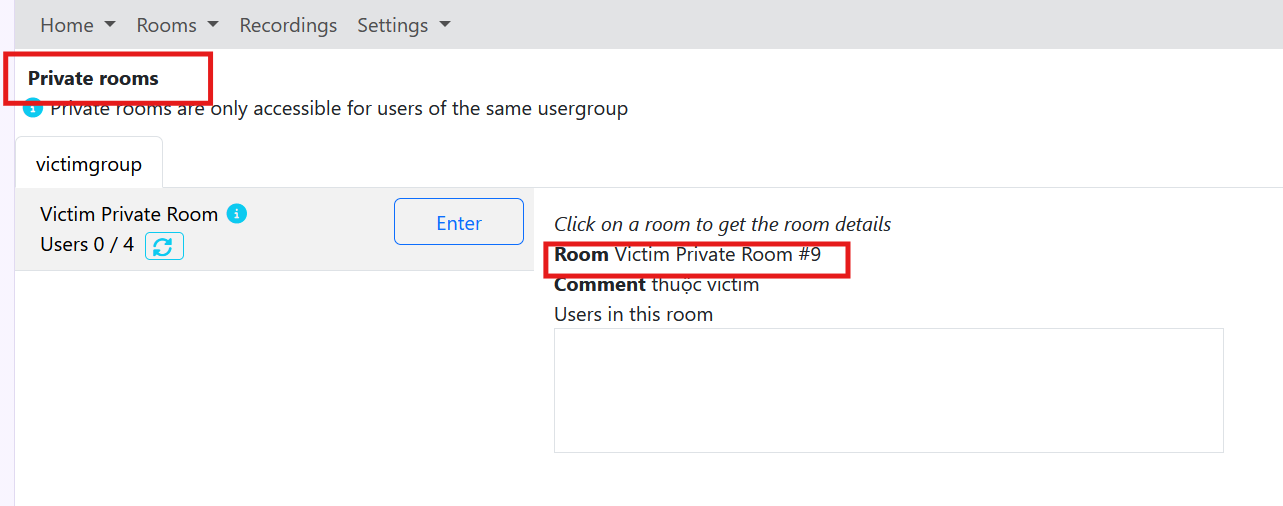 Home Rooms Recordings Settings
Private rooms
Private rooms are only accessible for users of the same usergroup
victimgroup
Victim Private Room
Enter
Users 0 / 4
Click on a room to get the room details
Room Victim Private Room #9
Comment thuộc victim
Users in this room